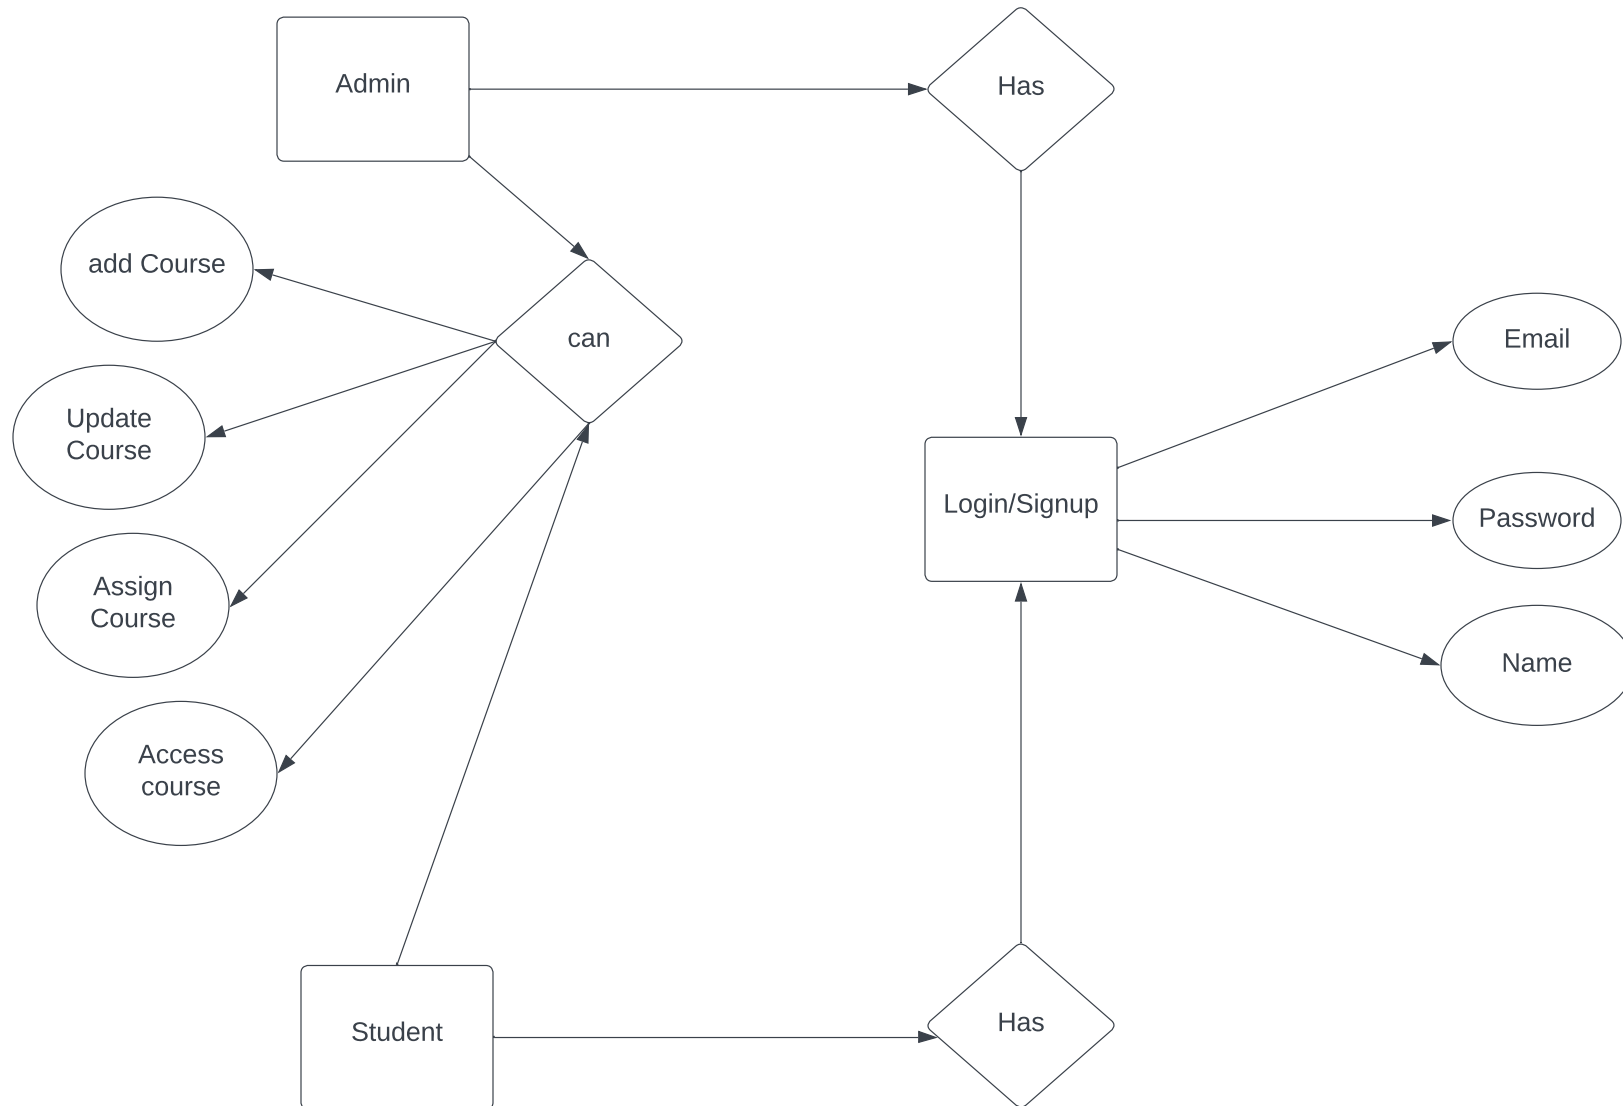 Admin
Has
add Course
can
Email
Update
Course
Login/Signup
Password
Assign
Course
Name
Access
course
Student
Has